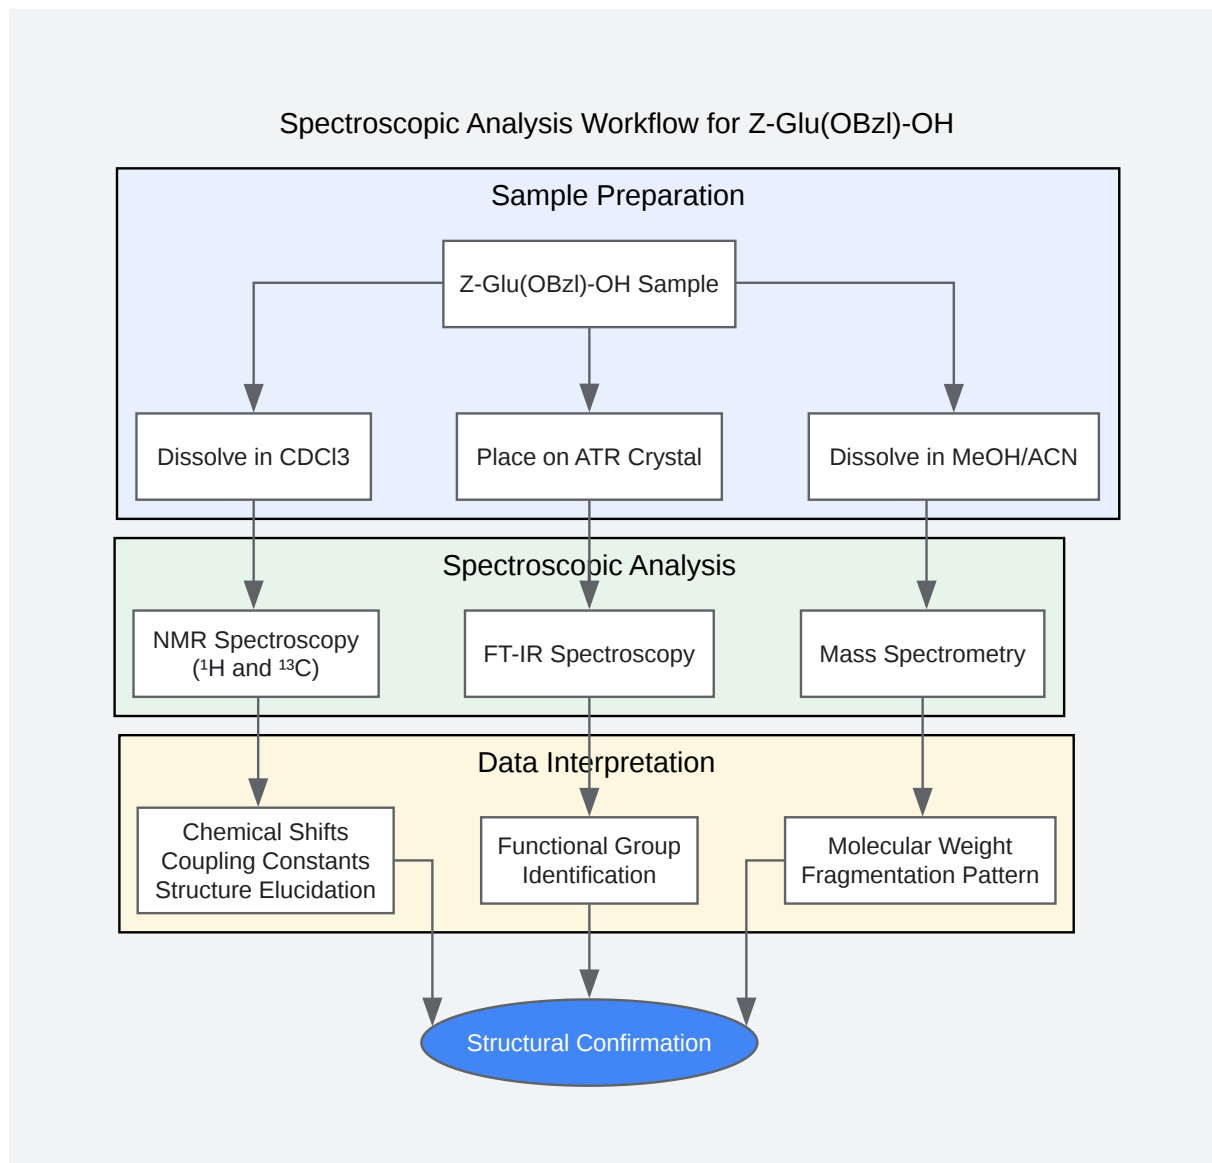 Spectroscopic Analysis Workflow for Z-Glu(OBzl)-OH
Sample Preparation
Z-Glu(OBzl)-OH Sample
Dissolve in CDCl3
Place on ATR Crystal
Dissolve in MeOH/ACN
Spectroscopic Analysis
NMR Spectroscopy
(¹H and ¹³C)
FT-IR Spectroscopy
Mass Spectrometry
Data Interpretation
Chemical Shifts
Coupling Constants
Structure Elucidation
Functional Group
Identification
Molecular Weight
Fragmentation Pattern
Structural Confirmation